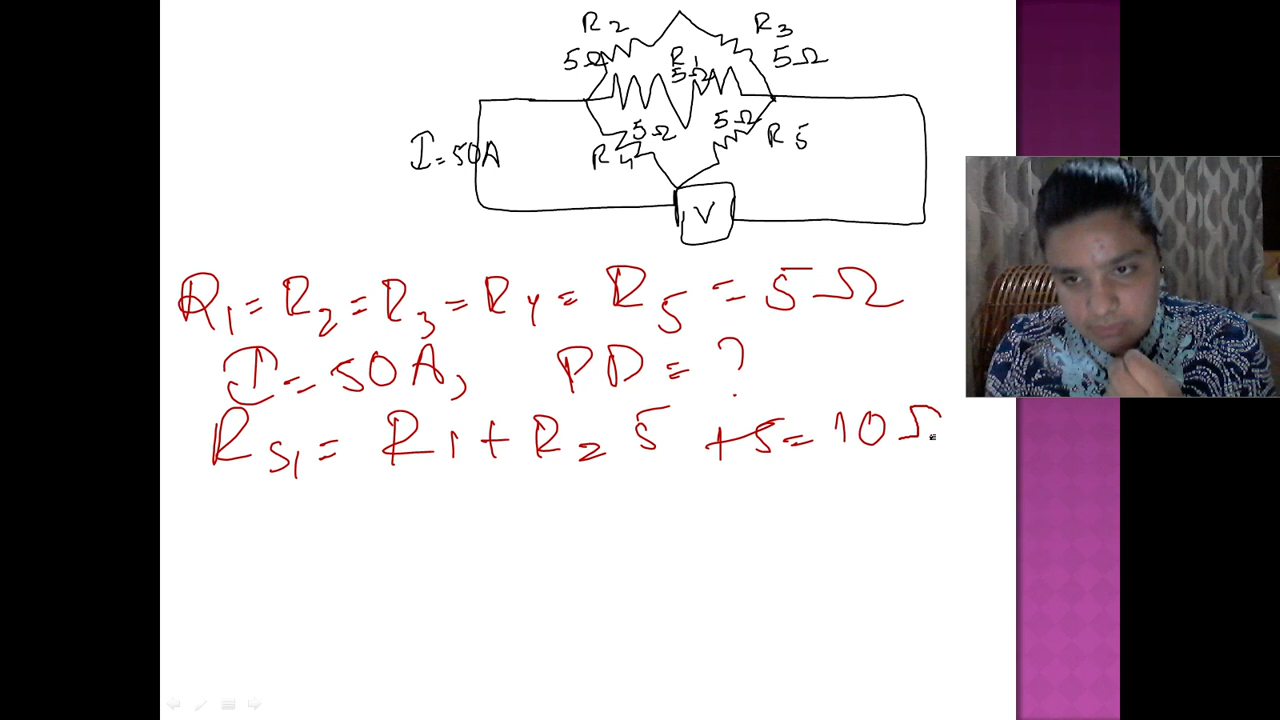 R2 R3
5Ω R1 5Ω
5Ω
5Ω 5Ω
I=50A R4 R5
V
R1=R2=R3=R4=R5=5Ω
I=50A, PD=?
RS1=R1+R2 5+5=10Ω